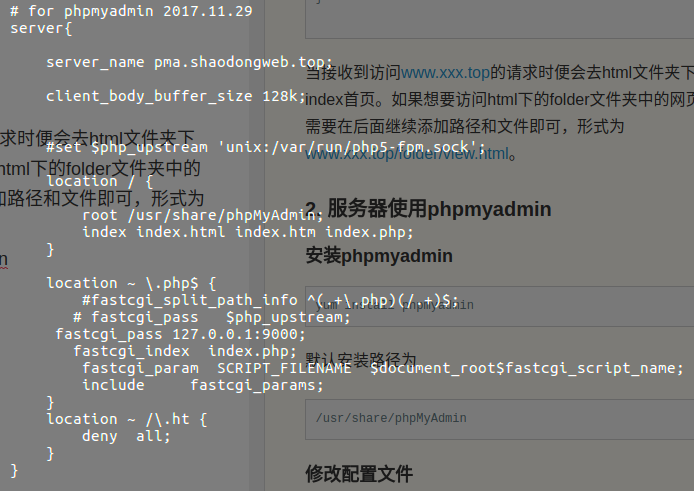 # for phpmyadmin 2017.11.29
server{
server_name pma.shaodongweb.top;
client_body_buffer_size 128k;
#set $php_upstream 'unix:/var/run/php5-fpm.sock';
location / {
root /usr/share/phpMyAdmin;
index index.html index.htm index.php;
}
location ~ \.php$ {
#fastcgi_split_path_info ^(.+\.php)(/.+)$;
# fastcgi_pass $php_upstream;
fastcgi_pass 127.0.0.1:9000;
fastcgi_index index.php;
fastcgi_param SCRIPT_FILENAME $document_root$fastcgi_script_name;
include fastcgi_params;
}
location ~ /\.ht {
deny all;
}
}
求时便会去html文件夹下
html下的folder文件夹中的
加路径和文件即可，形式为
n
}
当接收到访问www.xxx.top的请求时便会去html文件夹下
index首页。如果想要访问html下的folder文件夹中的网页
需要在后面继续添加路径和文件即可，形式为
www.xxx.top/folder/view.html。
2. 服务器使用phpmyadmin
安装phpmyadmin
yum install phpmyadmin
默认安装路径为
/usr/share/phpMyAdmin
修改配置文件